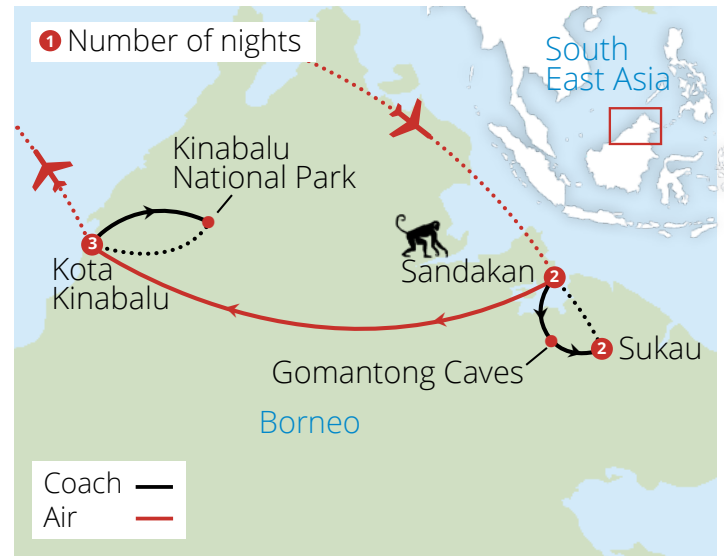 1 Number of nights
South
East Asia
Kinabalu
National Park
3
Kota
Kinabalu
Sandakan
2
2 Sukau
Gomantong Caves
Borneo
Coach
Air